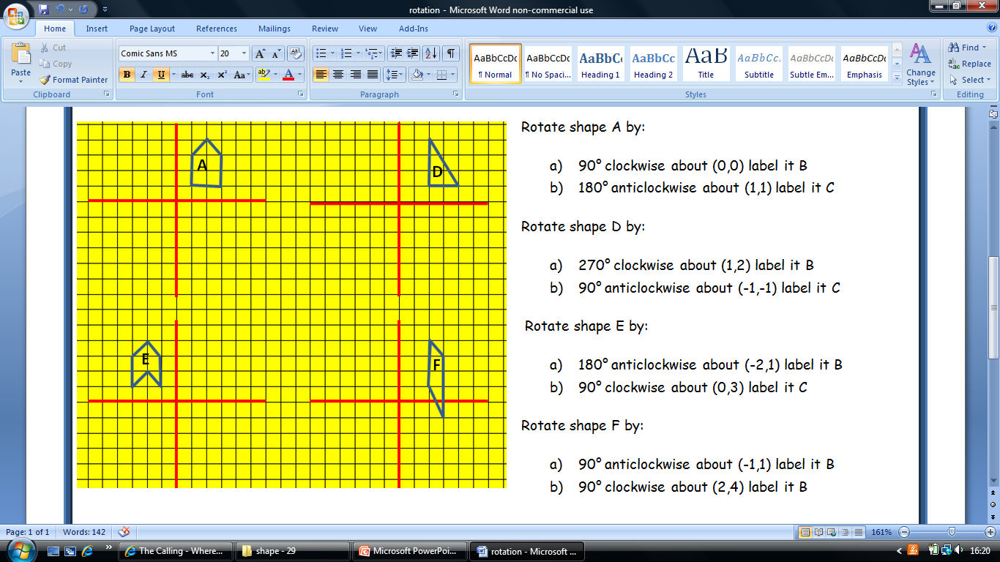 rotation - Microsoft Word non-commercial use
Home Insert Page Layout References Mailings Review View Add-Ins
Paste
Cut
Copy
Format Painter
Clipboard
Comic Sans MS 20
B I U abc x₂ x² Aa ab A
Font
Paragraph
AaBbCcDc AaBbCcDc AaBbC AaBbCc AaB AaBbCc. AaBbCcDc AaBbCcDc
¶ Normal ¶ No Spaci... Heading 1 Heading 2 Title Subtitle Subtle Em... Emphasis
Styles
Change Styles
Find
Replace
Select
Editing
A
D
E
F
Rotate shape A by:
a) 90° clockwise about (0,0) label it B
b) 180° anticlockwise about (1,1) label it C
Rotate shape D by:
a) 270° clockwise about (1,2) label it B
b) 90° anticlockwise about (-1,-1) label it C
Rotate shape E by:
a) 180° anticlockwise about (-2,1) label it B
b) 90° clockwise about (0,3) label it C
Rotate shape F by:
a) 90° anticlockwise about (-1,1) label it B
b) 90° clockwise about (2,4) label it B
Page: 1 of 1 Words: 142 161%
The Calling - Where... shape - 29 Microsoft PowerPoi... rotation - Microsoft ... 16:20